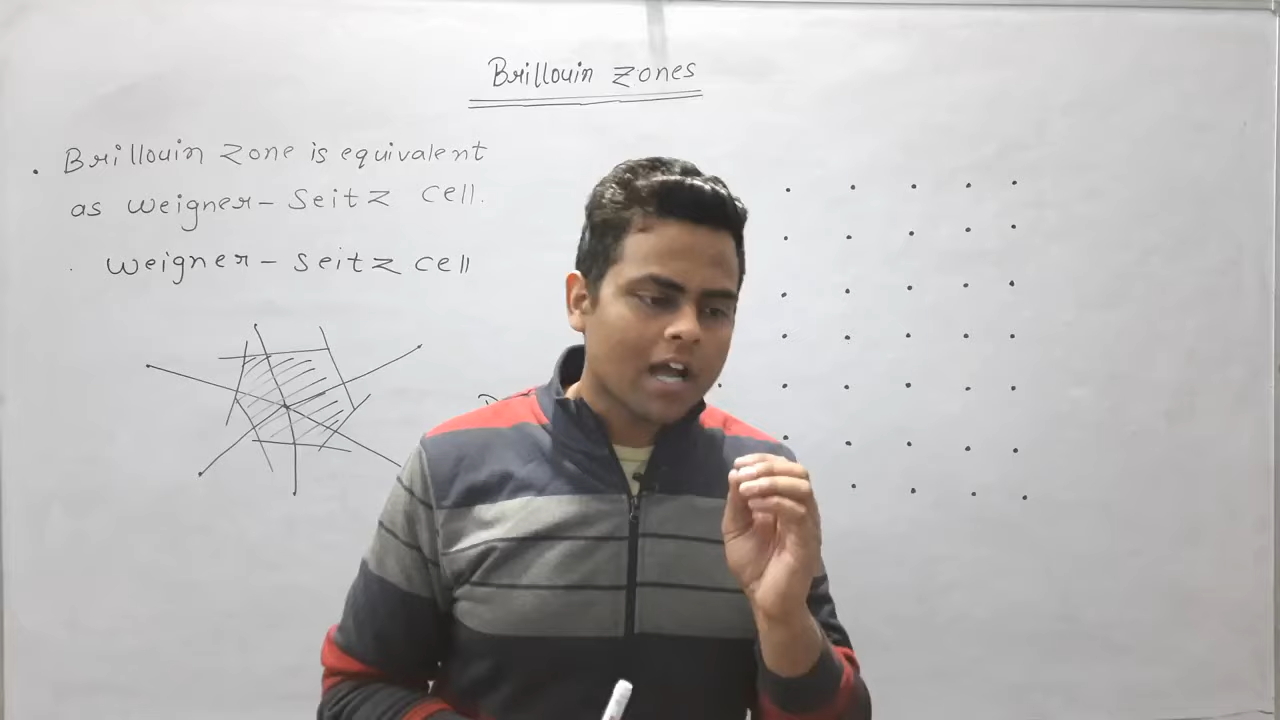 Brillouin Zones
. Brillouin Zone is equivalent
as Weigner-Seitz cell.
. Weigner-Seitz cell